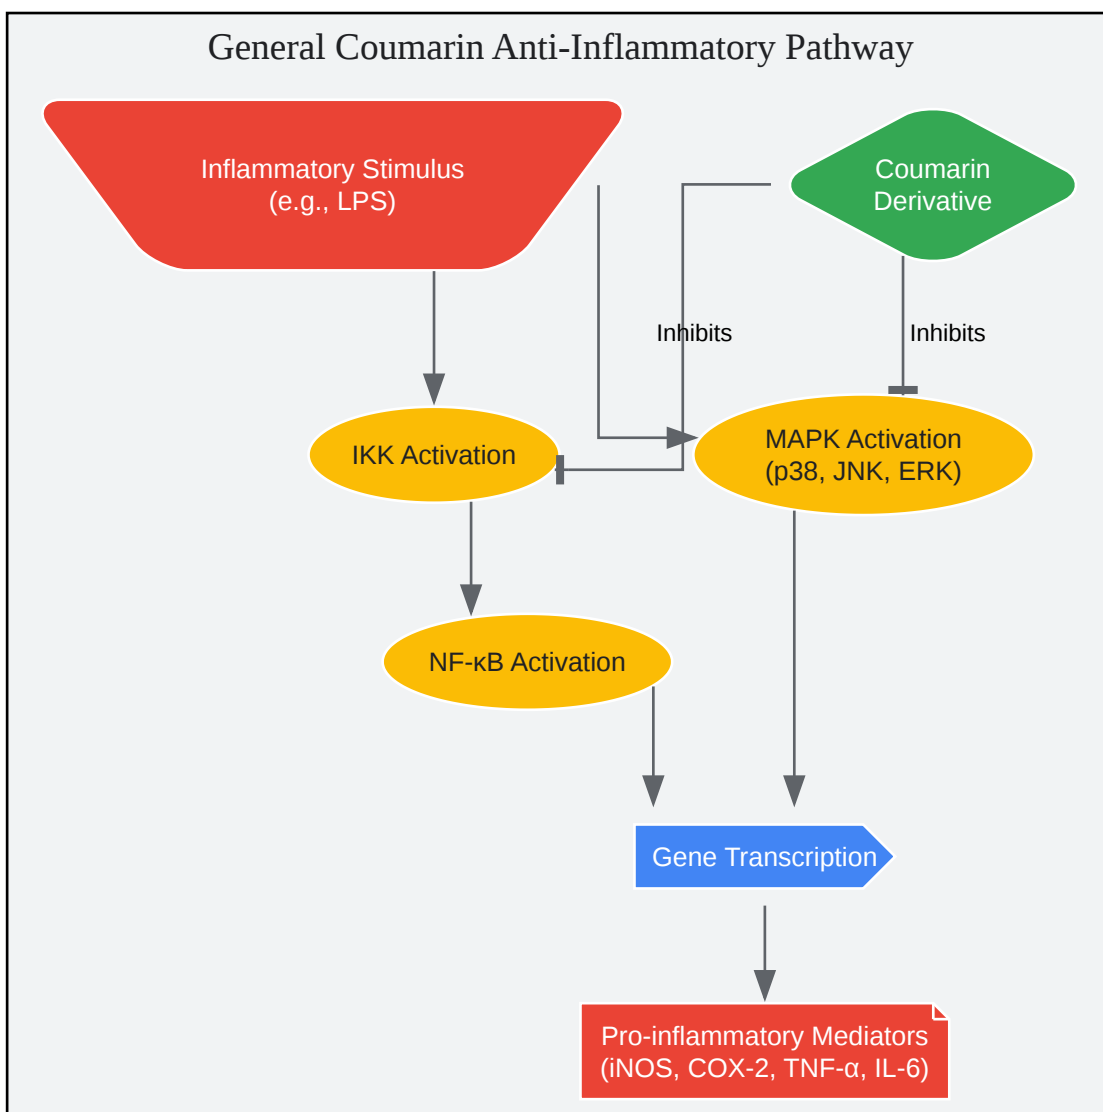 General Coumarin Anti-Inflammatory Pathway
Inflammatory Stimulus
(e.g., LPS)
Coumarin
Derivative
Inhibits
Inhibits
IKK Activation
MAPK Activation
(p38, JNK, ERK)
NF-κB Activation
Gene Transcription
Pro-inflammatory Mediators
(iNOS, COX-2, TNF-α, IL-6)